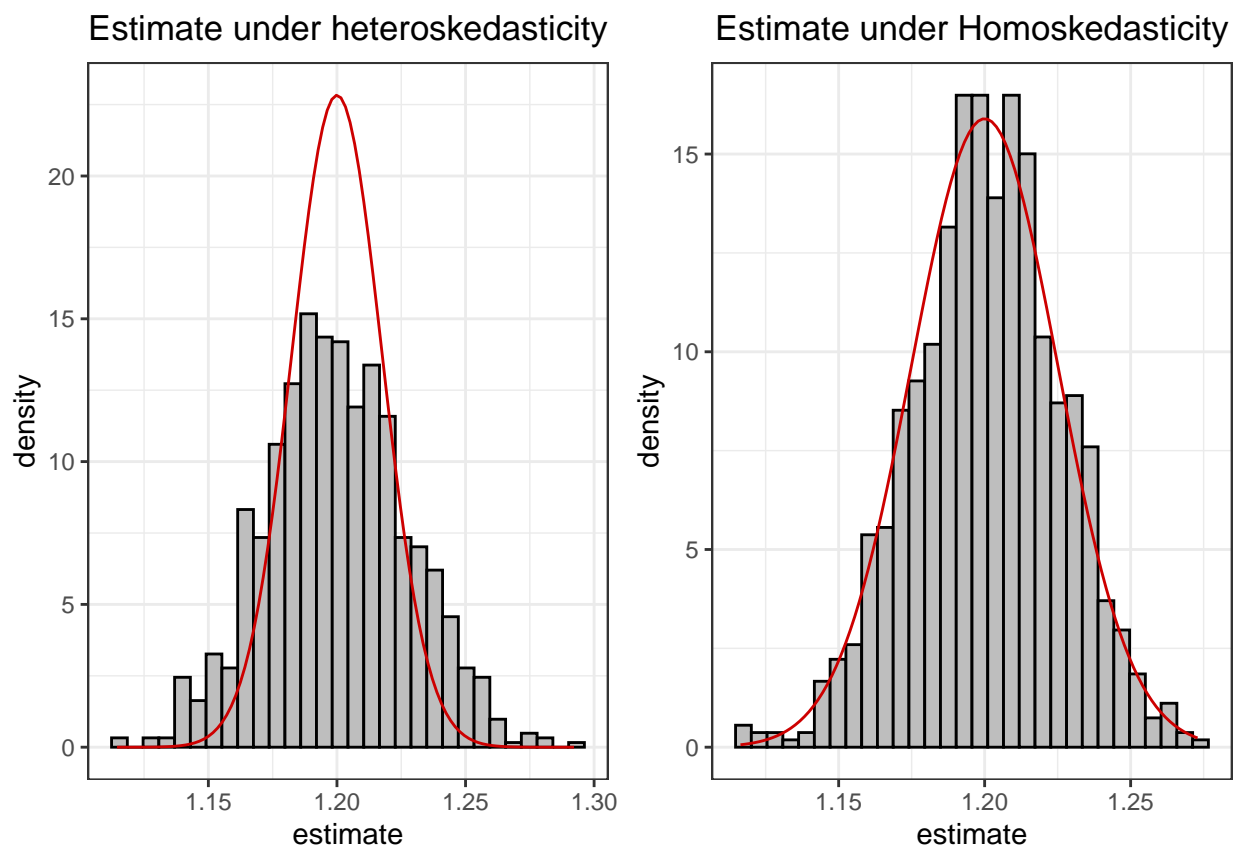 Estimate under heteroskedasticity
density
20
15
10
5
0
1.15 1.20 1.25 1.30
estimate
Estimate under Homoskedasticity
density
15
10
5
0
1.15 1.20 1.25
estimate